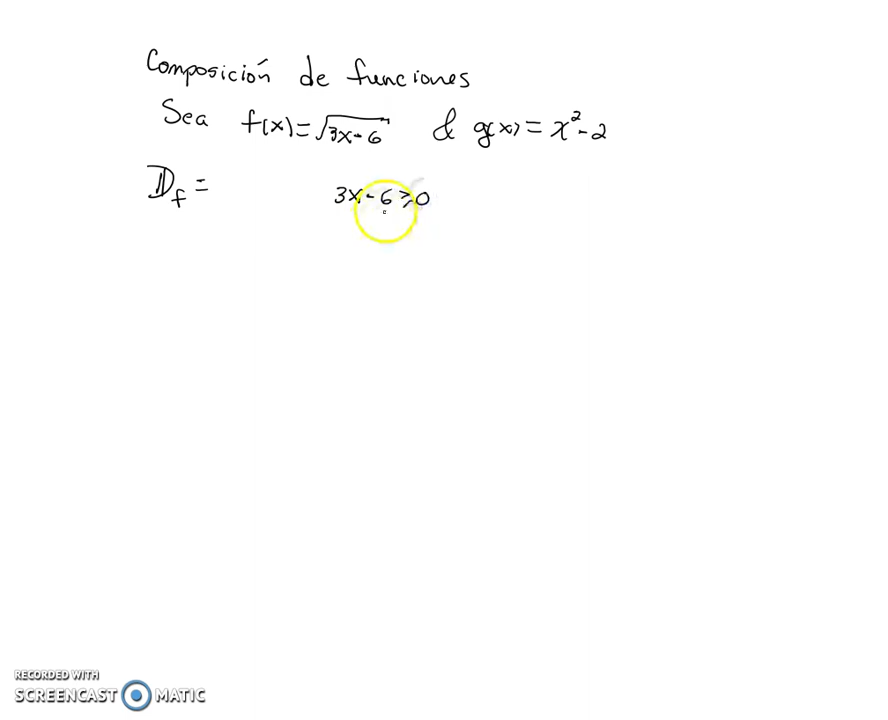 Composición de funciones
Sea f(x)=√3x-6 & g(x)=x²-2
D_f=
3x-6≥0
RECORDED WITH
SCREENCAST MATIC